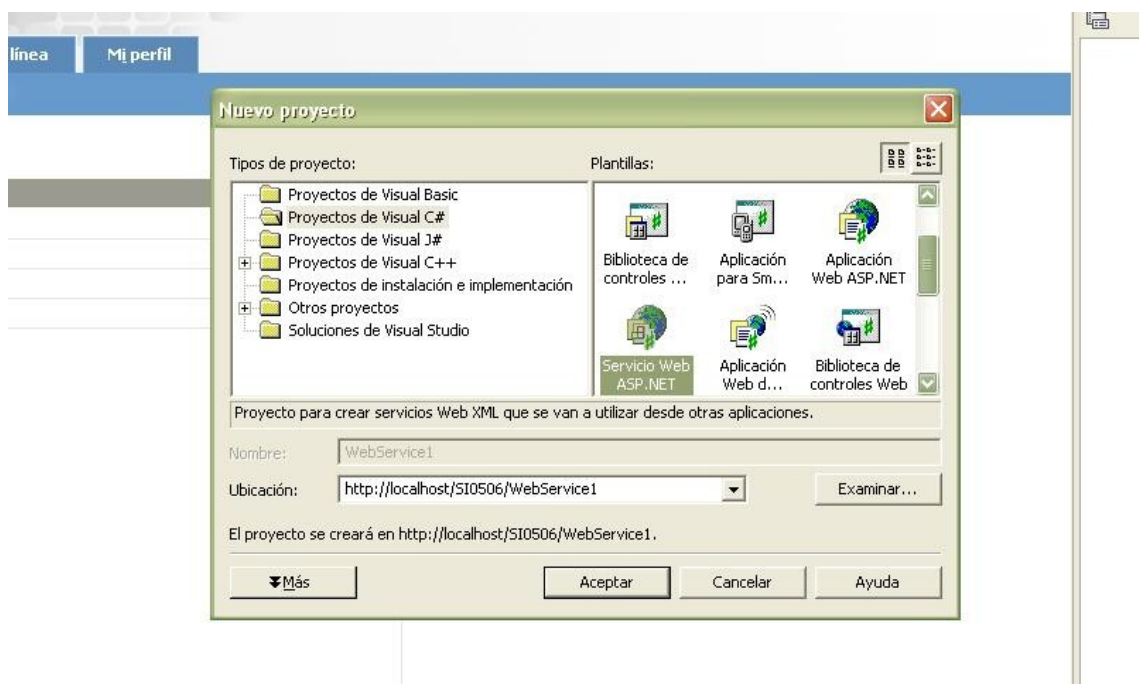 línea
Mi perfil
Nuevo proyecto
Tipos de proyecto:
Plantillas:
Proyectos de Visual Basic
Proyectos de Visual C#
Proyectos de Visual J#
Proyectos de Visual C++
Proyectos de instalación e implementación
Otros proyectos
Soluciones de Visual Studio
Biblioteca de
controles ...
Aplicación
para Sm...
Aplicación
Web ASP.NET
Servicio Web
ASP.NET
Aplicación
Web d...
Biblioteca de
controles Web
Proyecto para crear servicios Web XML que se van a utilizar desde otras aplicaciones.
Nombre:
WebService1
Ubicación:
http://localhost/SI0506/WebService1
Examinar...
El proyecto se creará en http://localhost/SI0506/WebService1.
Más
Aceptar
Cancelar
Ayuda